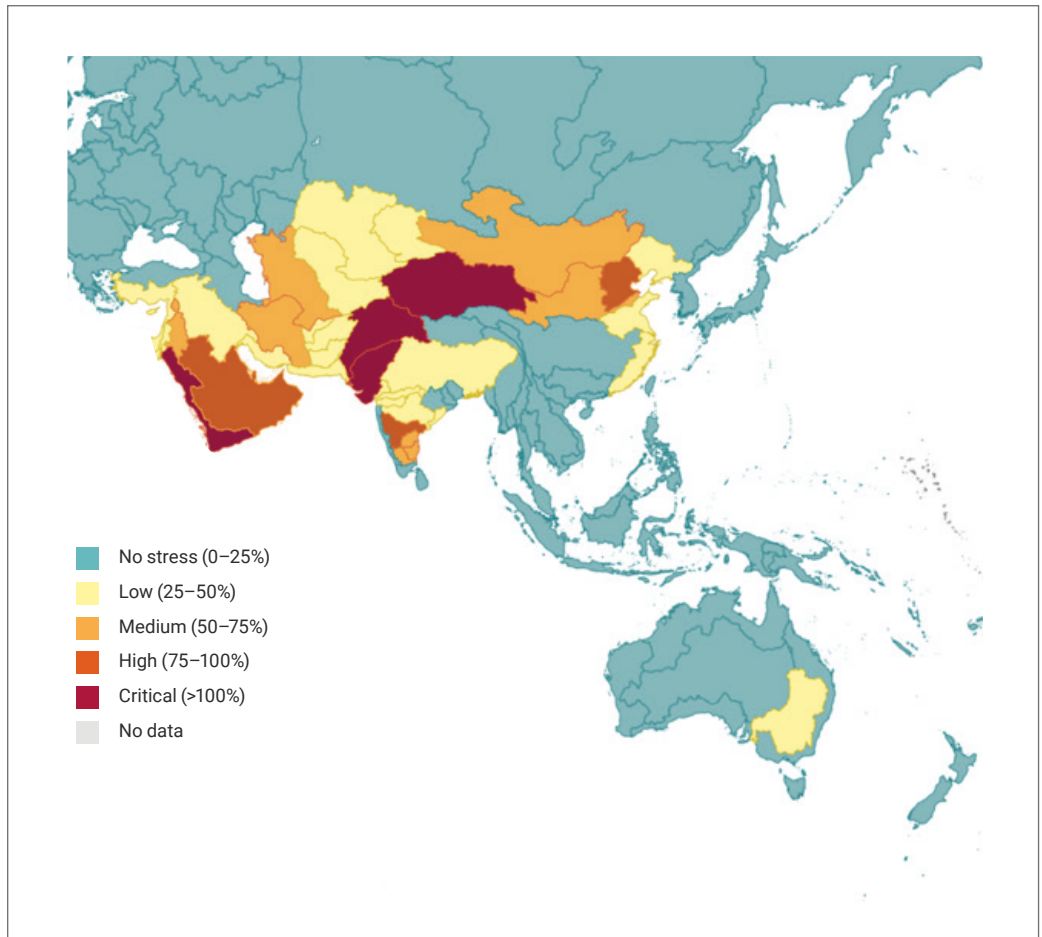 No stress (0–25%)
Low (25–50%)
Medium (50–75%)
High (75–100%)
Critical (>100%)
No data